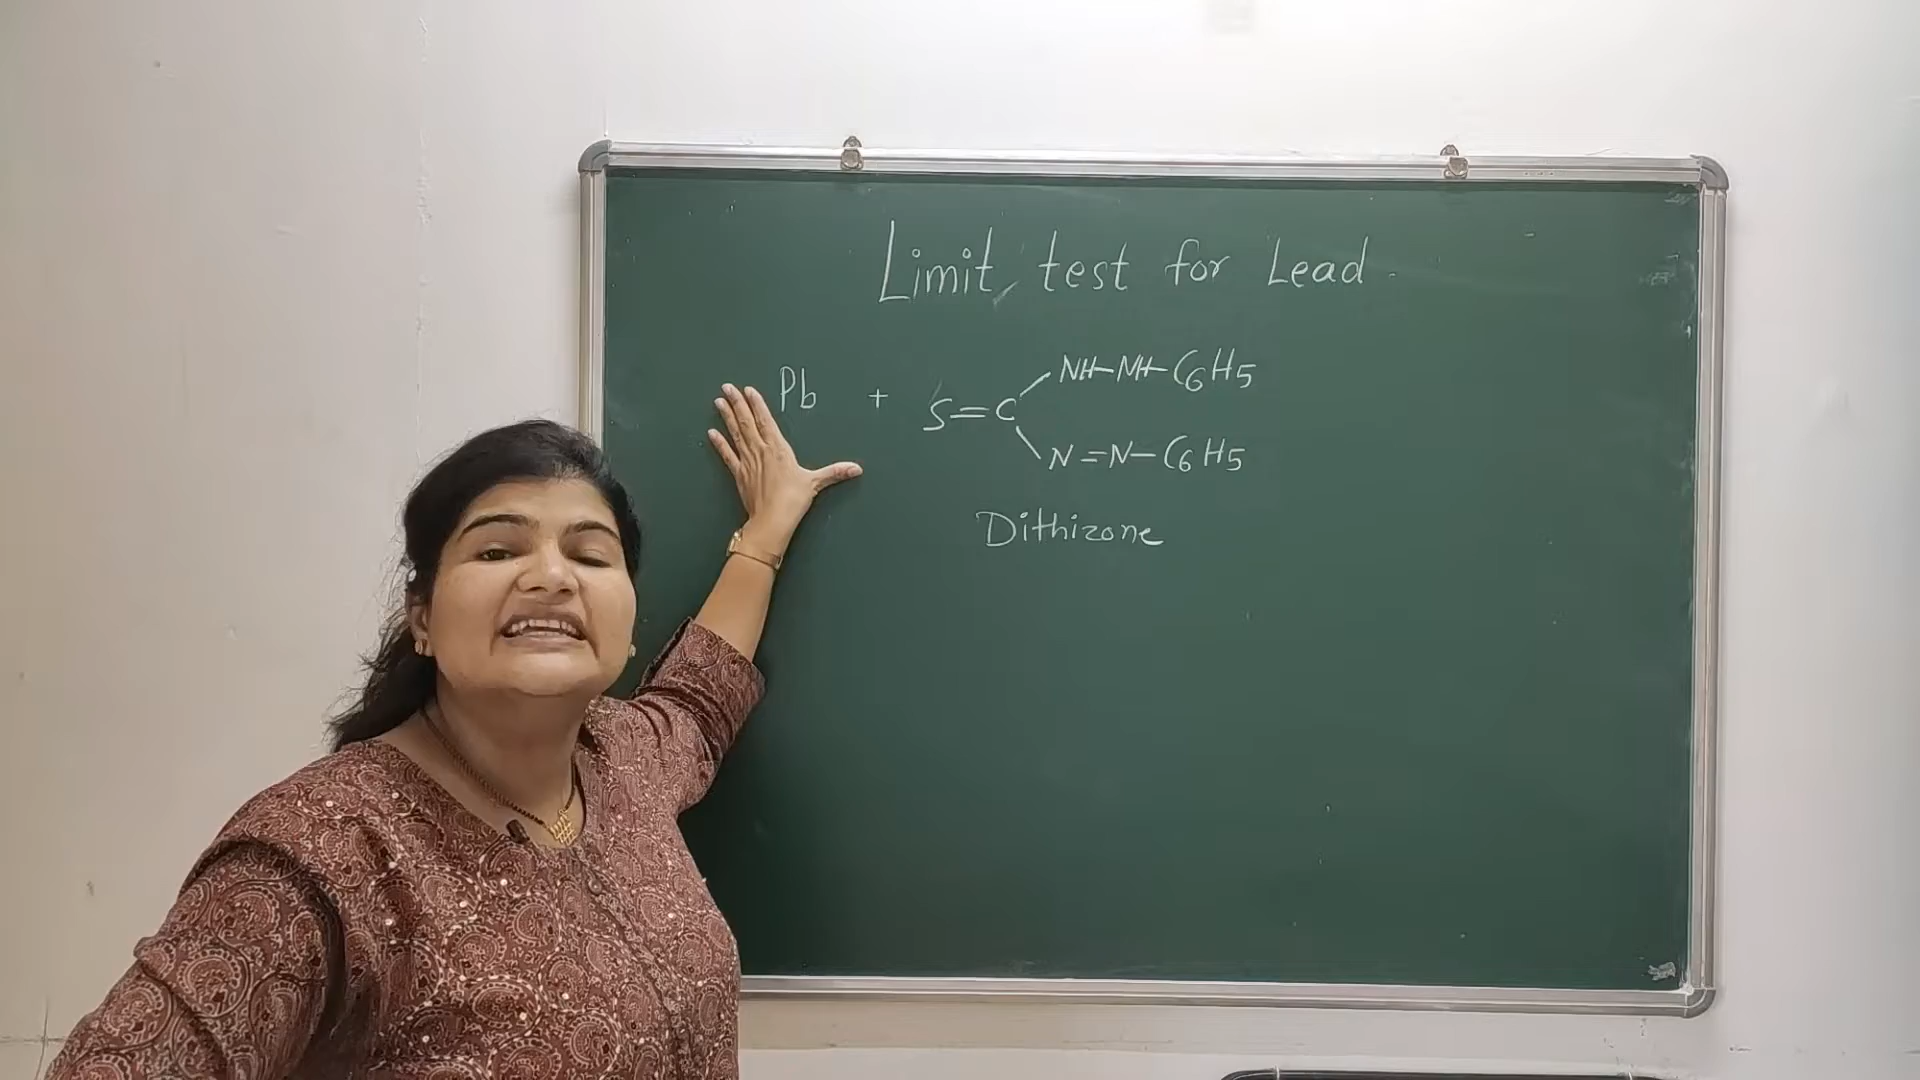 Limit test for Lead
NH-NH-C6H5
Pb + S=C
N=N-C6H5
Dithizone